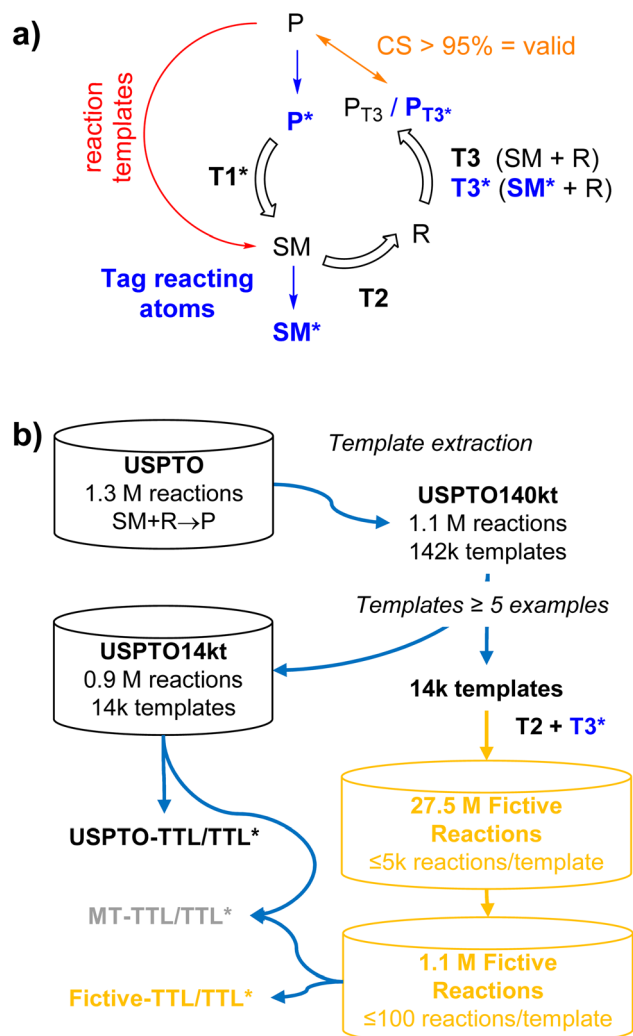 a)
P
CS > 95% = valid
reaction
templates
P*
P_T3 / P_T3*
T1*
T3 (SM + R)
T3* (SM* + R)
SM
R
Tag reacting
atoms
T2
SM*
b)
USPTO
1.3 M reactions
SM+R→P
Template extraction
USPTO140kt
1.1 M reactions
142k templates
Templates ≥ 5 examples
USPTO14kt
0.9 M reactions
14k templates
14k templates
T2 + T3*
27.5 M Fictive
Reactions
≤5k reactions/template
USPTO-TTL/TTL*
MT-TTL/TTL*
Fictive-TTL/TTL*
1.1 M Fictive
Reactions
≤100 reactions/template